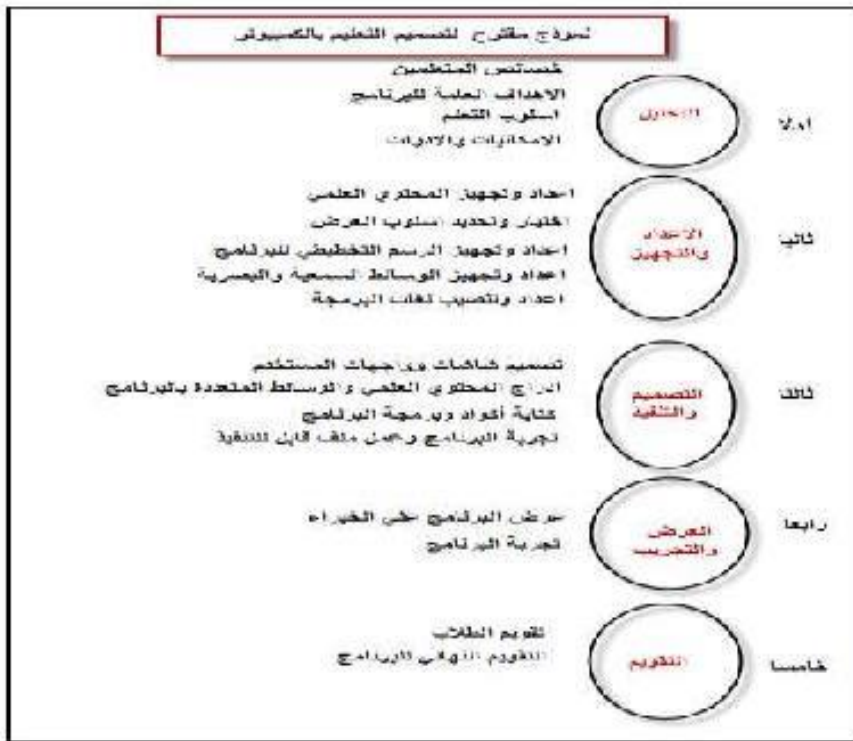 نموذج مقترح لتصميم التعليم بالكمبيوتر
اولا
التحليل
خصائص المتعلمين
الاهداف العامة للبرنامج
اسلوب التعلم
الامكانيات والادوات
ثانيا
الاعداد
والتجهيز
اعداد وتجهيز المحتوي العلمي
اختيار وتحديد اسلوب العرض
اعداد وتجهيز الرسم التخطيطي للبرنامج
اعداد وتجهيز الوسائط السمعية والبصرية
اعداد وتنصيب لغات البرمجة
ثالثا
التصميم
والتنفيذ
تصميم شاشات وواجهات المستخدم
ادراج المحتوي العلمي والوسائط المتعددة بالبرنامج
كتابة أكواد وبرمجة البرنامج
تجربة البرنامج وعمل ملف قابل للتنفيذ
رابعا
العرض
والتجريب
عرض البرنامج علي الخبراء
تجربة البرنامج
خامسا
التقويم
تقويم الطلاب
التقويم النهائي للبرنامج